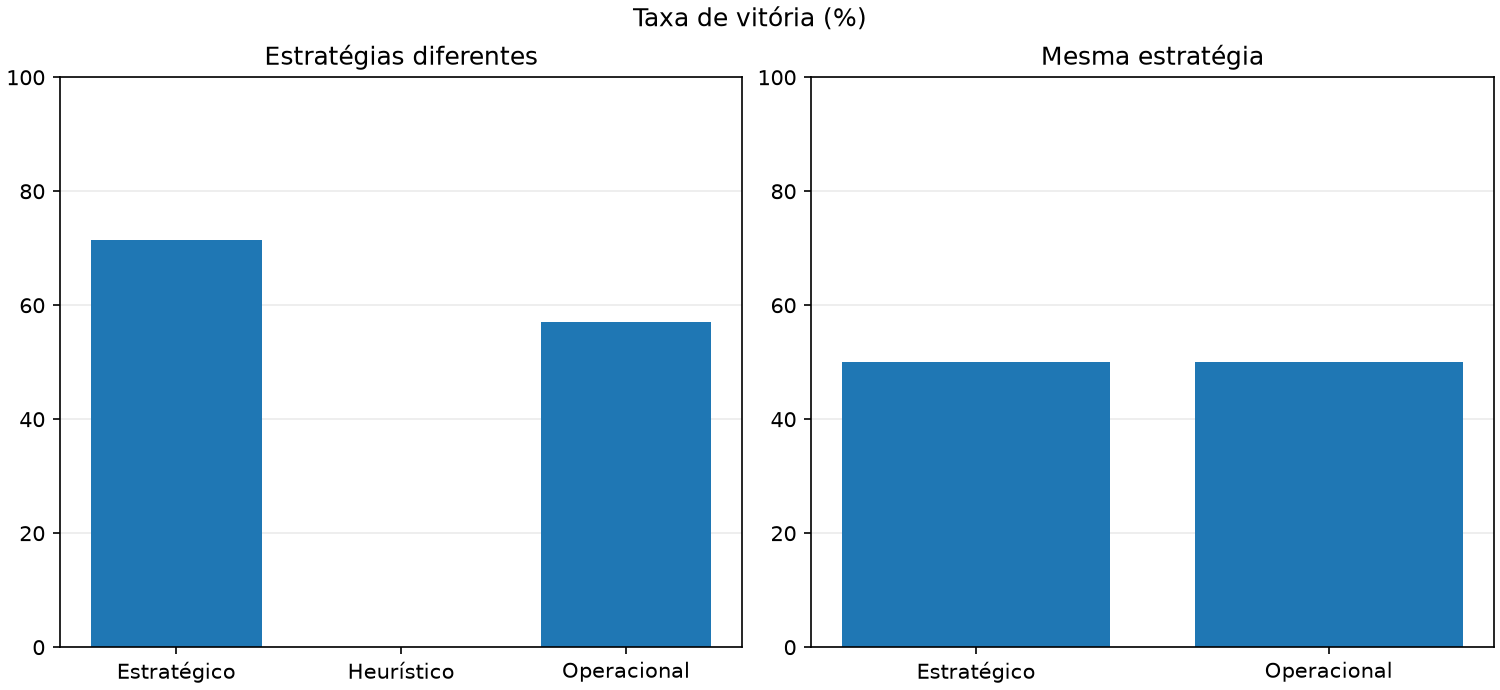 Taxa de vitória (%)
Estratégias diferentes
100
80
60
40
20
0
Estratégico Heurístico Operacional
Mesma estratégia
100
80
60
40
20
0
Estratégico Operacional